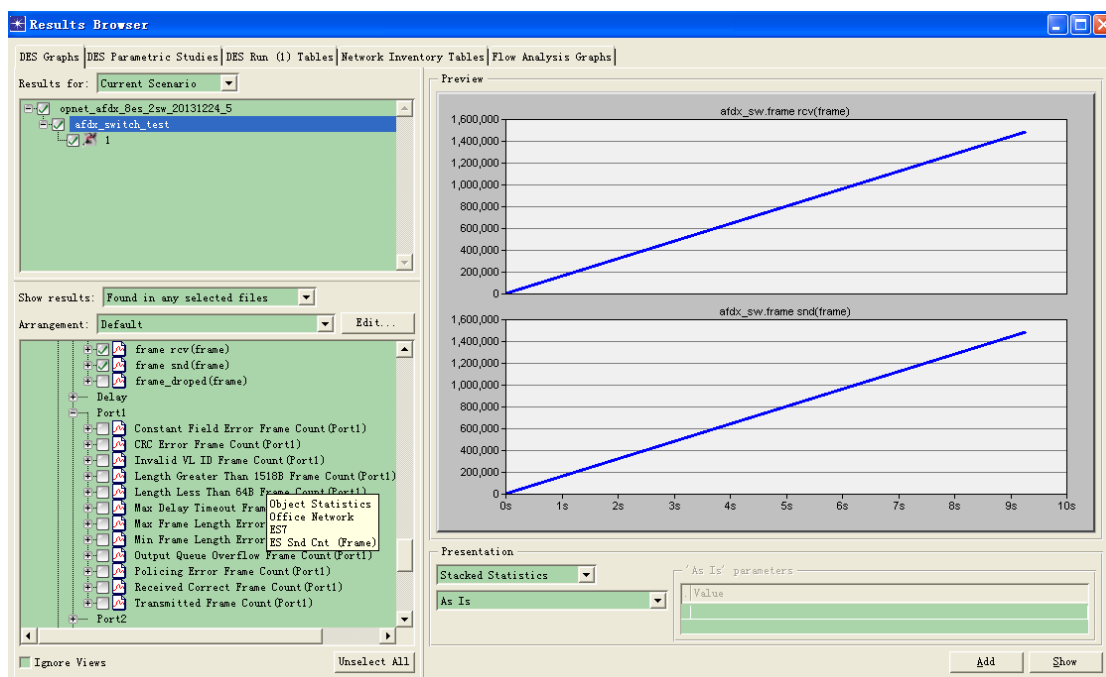 Results Browser
DES Graphs DES Parametric Studies DES Run (1) Tables Network Inventory Tables Flow Analysis Graphs
Results for: Current Scenario
opnet_afdx_8es_2sw_20131224_5
afdx_switch_test
1
Show results: Found in any selected files
Arrangement: Default Edit...
frame rcv(frame)
frame snd(frame)
frame_droped(frame)
Delay
Port1
Constant Field Error Frame Count(Port1)
CRC Error Frame Count(Port1)
Invalid VL ID Frame Count(Port1)
Length Greater Than 1518B Frame Count(Port1)
Length Less Than 64B Frame Count(Port1)
Max Delay Timeout Fram
Max Frame Length Error
Min Frame Length Error
Output Queue Overflow Frame Count(Port1)
Policing Error Frame Count(Port1)
Received Correct Frame Count(Port1)
Transmitted Frame Count(Port1)
Port2
Object Statistics
Office Network
ES7
ES Snd Cnt (Frame)
Ignore Views Unselect All
Preview
afdx_sw.frame rcv(frame)
1,600,000
1,400,000
1,200,000
1,000,000
800,000
600,000
400,000
200,000
0
afdx_sw.frame snd(frame)
1,600,000
1,400,000
1,200,000
1,000,000
800,000
600,000
400,000
200,000
0
0s 1s 2s 3s 4s 5s 6s 7s 8s 9s 10s
Presentation
Stacked Statistics
As Is
'As Is' parameters
Value
Add Show